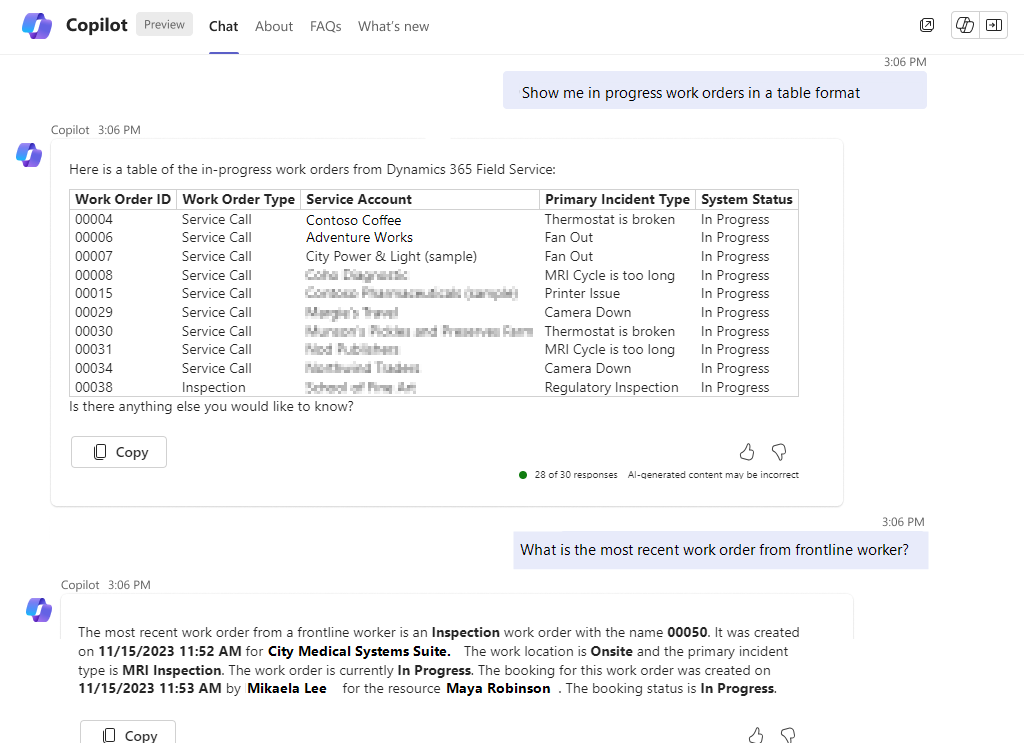 Copilot Preview Chat About FAQs What's new
3:06 PM
Show me in progress work orders in a table format
Copilot 3:06 PM
Here is a table of the in-progress work orders from Dynamics 365 Field Service:
Work Order ID Work Order Type Service Account Primary Incident Type System Status
00004 Service Call Contoso Coffee Thermostat is broken In Progress
00006 Service Call Adventure Works Fan Out In Progress
00007 Service Call City Power & Light (sample) Fan Out In Progress
00008 Service Call MRI Cycle is too long In Progress
00015 Service Call Printer Issue In Progress
00029 Service Call Camera Down In Progress
00030 Service Call Thermostat is broken In Progress
00031 Service Call MRI Cycle is too long In Progress
00034 Service Call Camera Down In Progress
00038 Inspection Regulatory Inspection In Progress
Is there anything else you would like to know?
Copy
28 of 30 responses AI-generated content may be incorrect
3:06 PM
What is the most recent work order from frontline worker?
Copilot 3:06 PM
The most recent work order from a frontline worker is an Inspection work order with the name 00050. It was created
on 11/15/2023 11:52 AM for City Medical Systems Suite. The work location is Onsite and the primary incident
type is MRI Inspection. The work order is currently In Progress. The booking for this work order was created on
11/15/2023 11:53 AM by Mikaela Lee for the resource Maya Robinson . The booking status is In Progress.
Copy